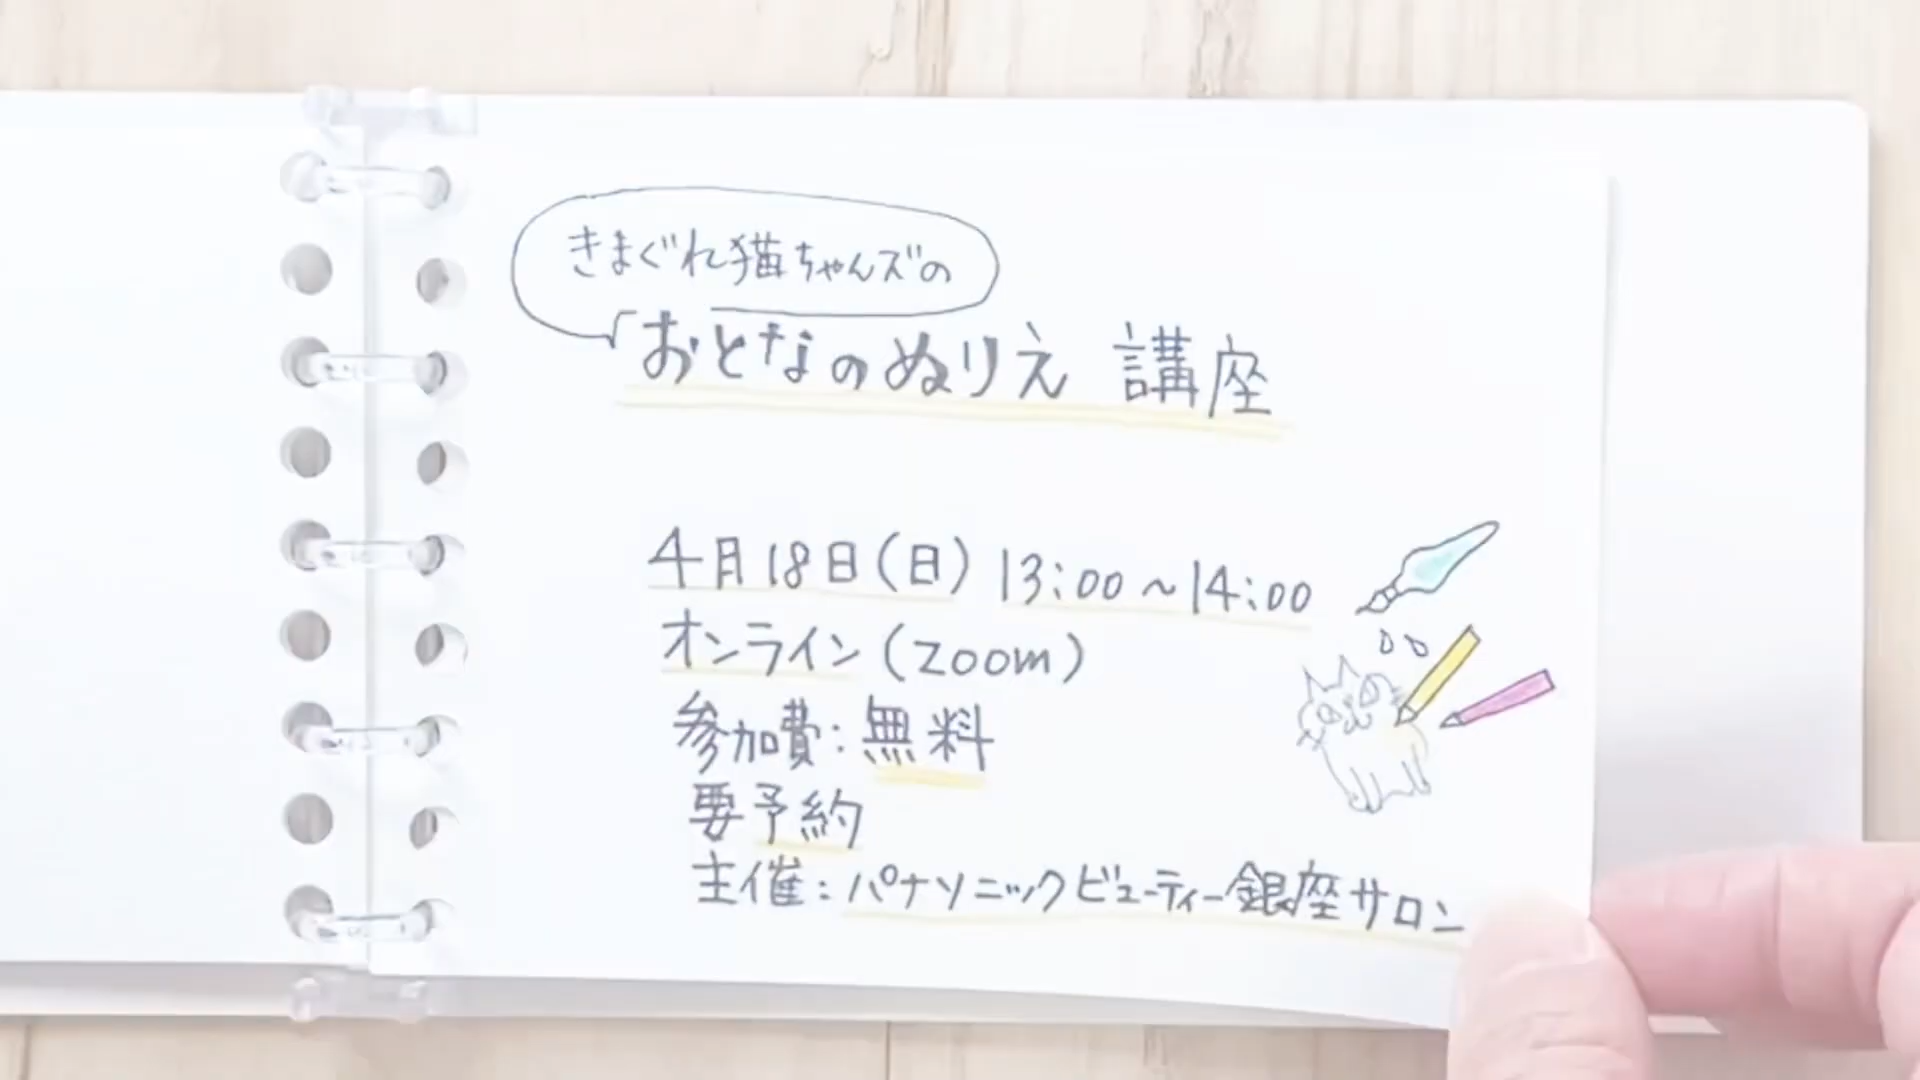 きまぐれ猫ちゃんズの
おとなのぬりえ 講座
4月18日(日) 13:00～14:00
オンライン(zoom)
参加費:無料
要予約
主催:パナソニックビューティー銀座サロン